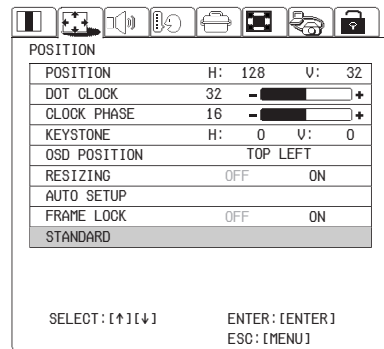 POSITION
POSITION H: 128 V: 32
DOT CLOCK 32 - +
CLOCK PHASE 16 - +
KEYSTONE H: 0 V: 0
OSD POSITION TOP LEFT
RESIZING OFF ON
AUTO SETUP
FRAME LOCK OFF ON
STANDARD
SELECT:[↑][↓] ENTER:[ENTER]
ESC:[MENU]